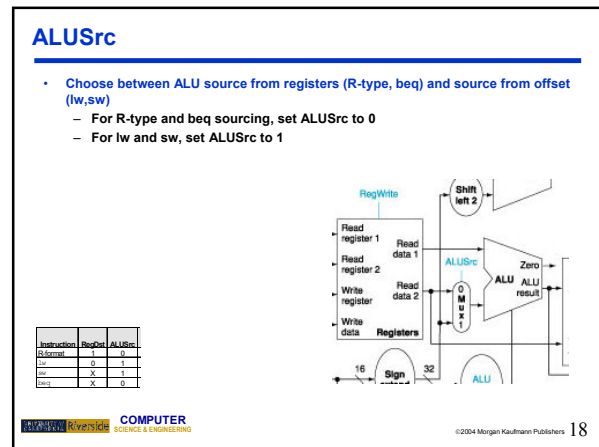 ALUSrc
• Choose between ALU source from registers (R-type, beq) and source from offset
(lw,sw)
– For R-type and beq sourcing, set ALUSrc to 0
– For lw and sw, set ALUSrc to 1
RegWrite
Shift
left 2
Read
register 1
Read
data 1
Read
register 2
ALUSrc
Zero
ALU
ALU
result
Write
register
Read
data 2
0
M
u
x
1
Write
data
Registers
16
Sign
32
ALU
Instruction RegDst ALUSrc
R-format 1 0
lw 0 1
sw X 1
beq X 0
Riverside
COMPUTER
SCIENCE & ENGINEERING
©2004 Morgan Kaufmann Publishers 18